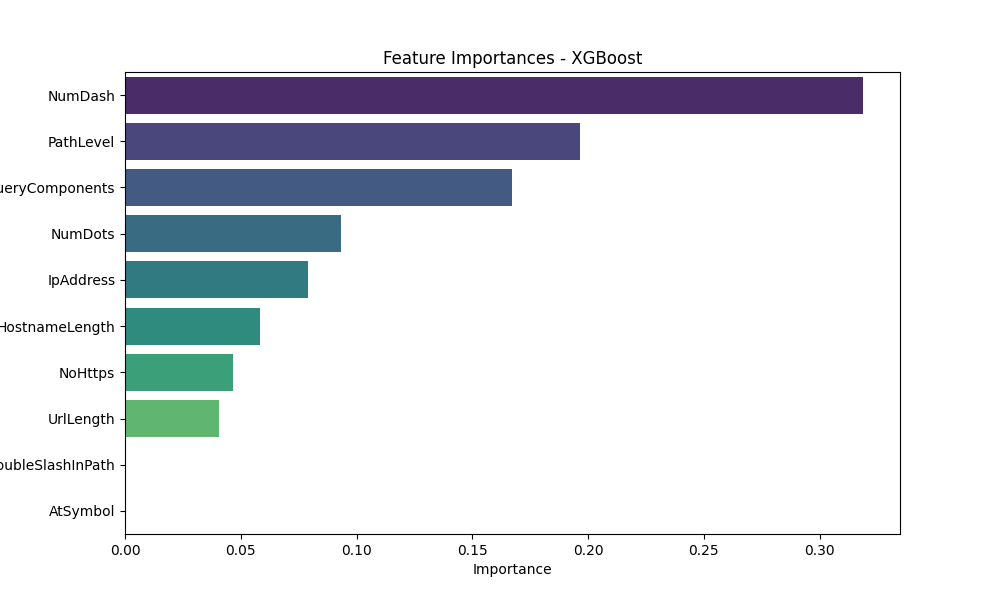 Feature Importances - XGBoost
NumDash
PathLevel
ueryComponents
NumDots
IpAddress
HostnameLength
NoHttps
UrlLength
oubleSlashInPath
AtSymbol
0.00 0.05 0.10 0.15 0.20 0.25 0.30
Importance